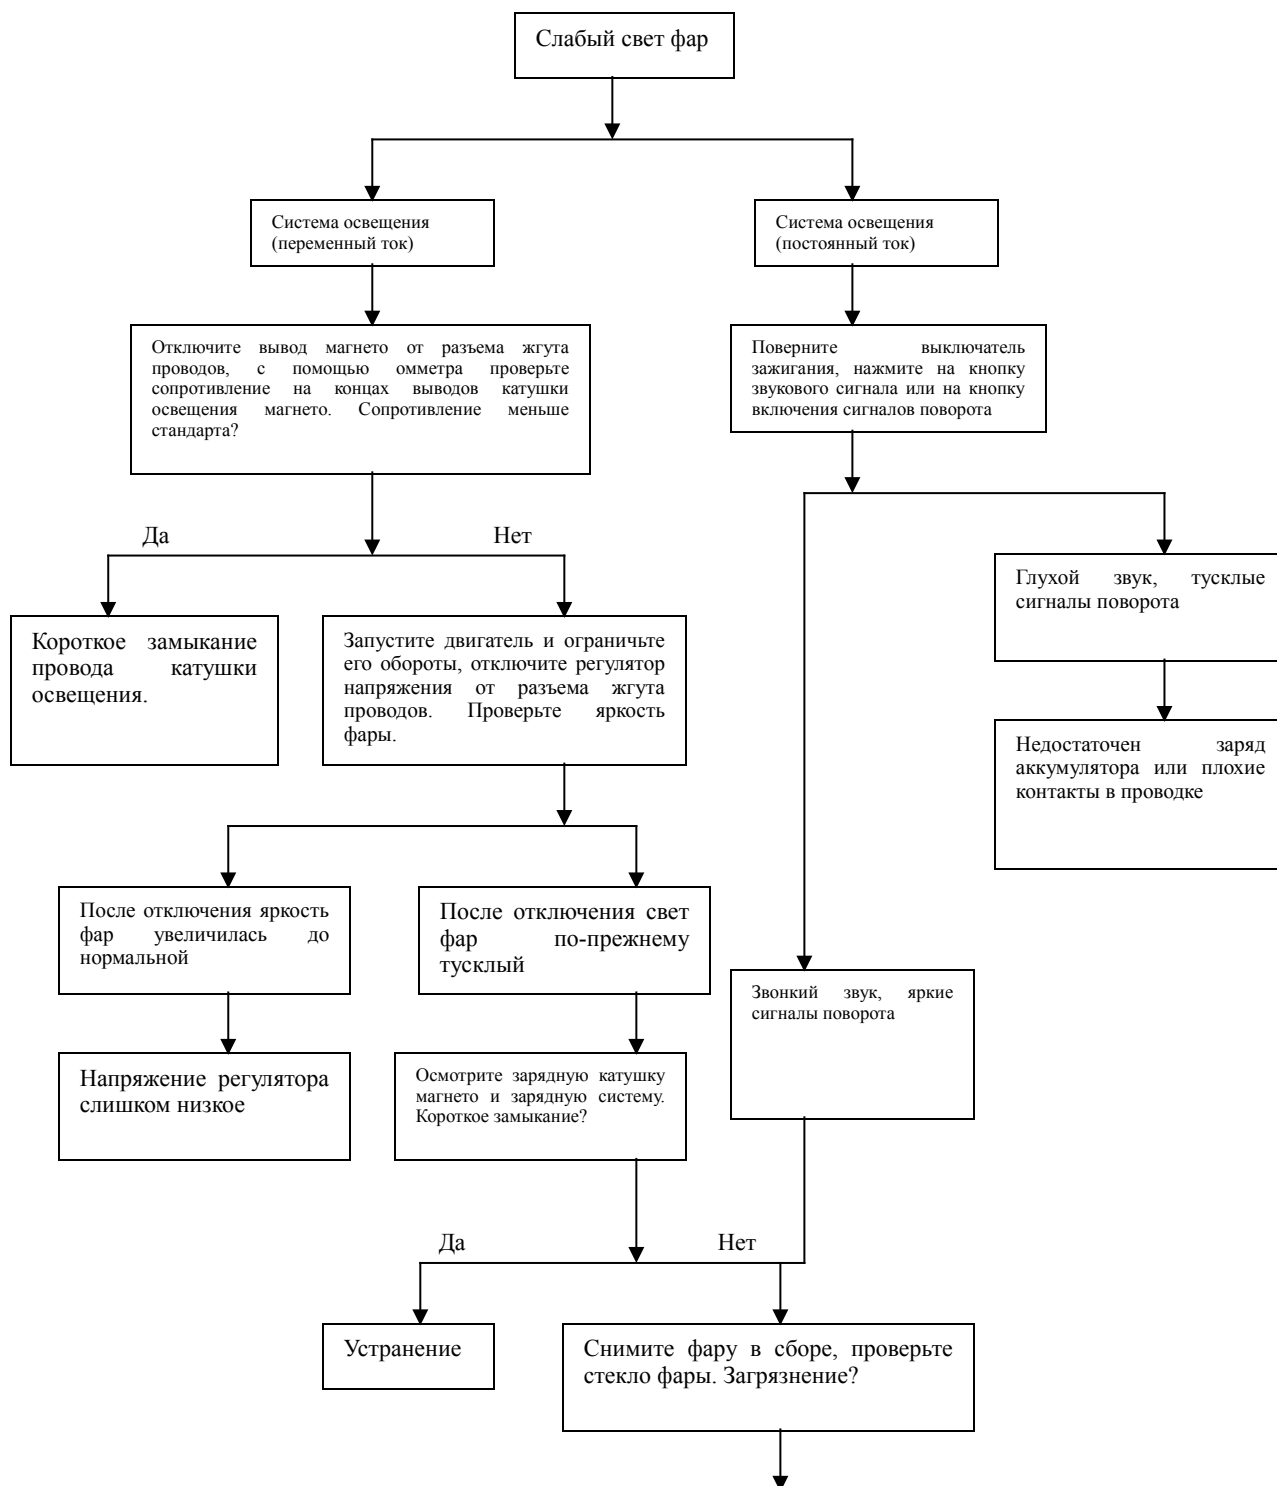 Слабый свет фар
Система освещения
(переменный ток)
Система освещения
(постоянный ток)
Отключите вывод магнето от разъема жгута
проводов, с помощью омметра проверьте
сопротивление на концах выводов катушки
освещения магнето. Сопротивление меньше
стандарта?
Поверните выключатель
зажигания, нажмите на кнопку
звукового сигнала или на кнопку
включения сигналов поворота
Да
Нет
Глухой звук, тусклые
сигналы поворота
Короткое замыкание
провода катушки
освещения.
Запустите двигатель и ограничьте
его обороты, отключите регулятор
напряжения от разъема жгута
проводов. Проверьте яркость
фары.
Недостаточен заряд
аккумулятора или плохие
контакты в проводке
После отключения яркость
фар увеличилась до
нормальной
После отключения свет
фар по-прежнему
тусклый
Звонкий звук, яркие
сигналы поворота
Напряжение регулятора
слишком низкое
Осмотрите зарядную катушку
магнето и зарядную систему.
Короткое замыкание?
Да
Нет
Устранение
Снимите фару в сборе, проверьте
стекло фары. Загрязнение?